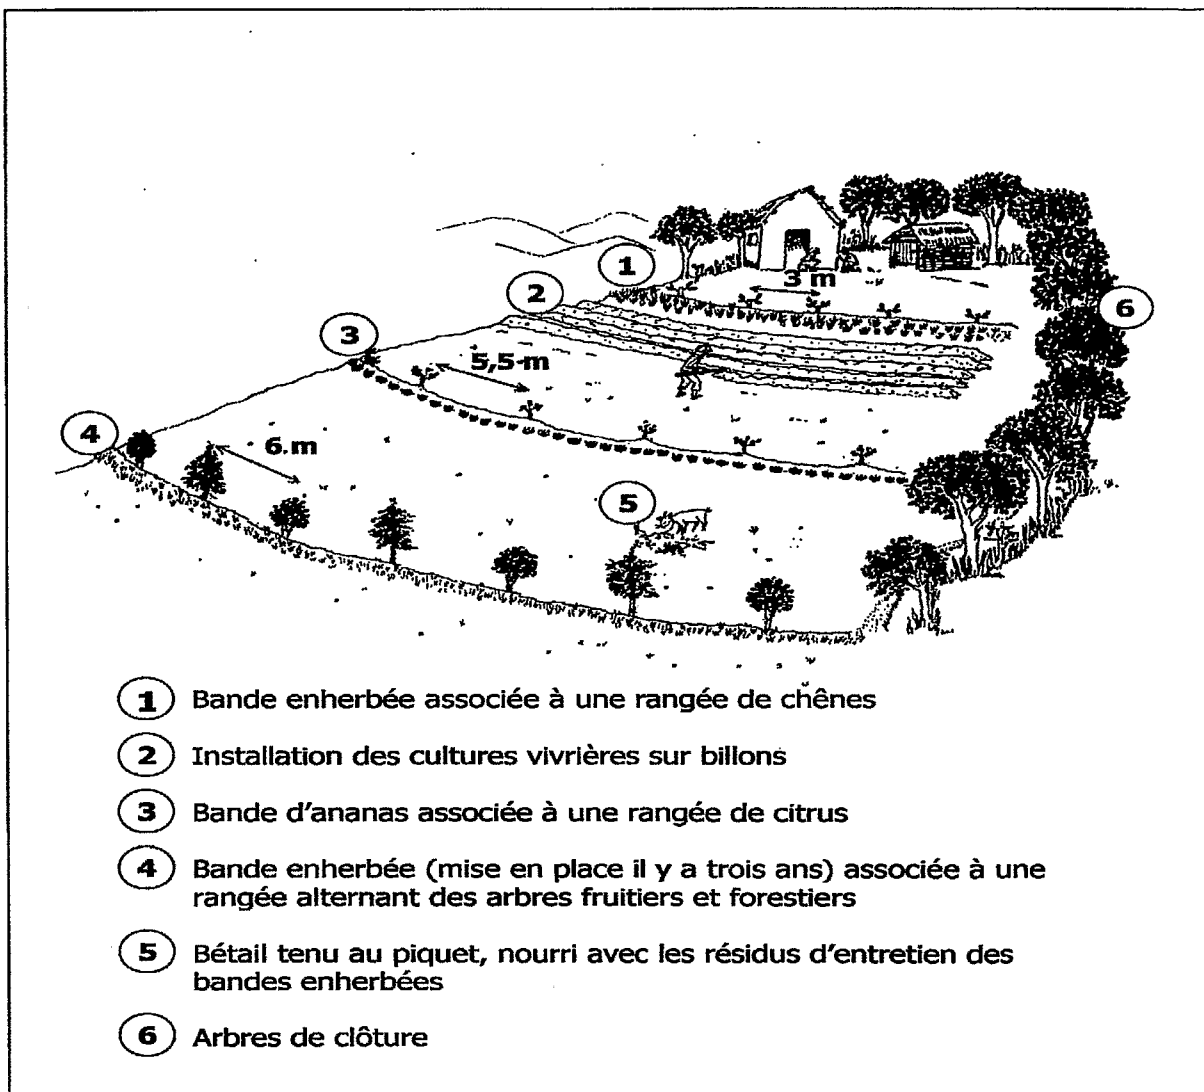 1
3 m
2
6
3
5,5 m
4
6 m
5
1 Bande enherbée associée à une rangée de chênes
2 Installation des cultures vivrières sur billons
3 Bande d'ananas associée à une rangée de citrus
4 Bande enherbée (mise en place il y a trois ans) associée à une
rangée alternant des arbres fruitiers et forestiers
5 Bétail tenu au piquet, nourri avec les résidus d'entretien des
bandes enherbées
6 Arbres de clôture